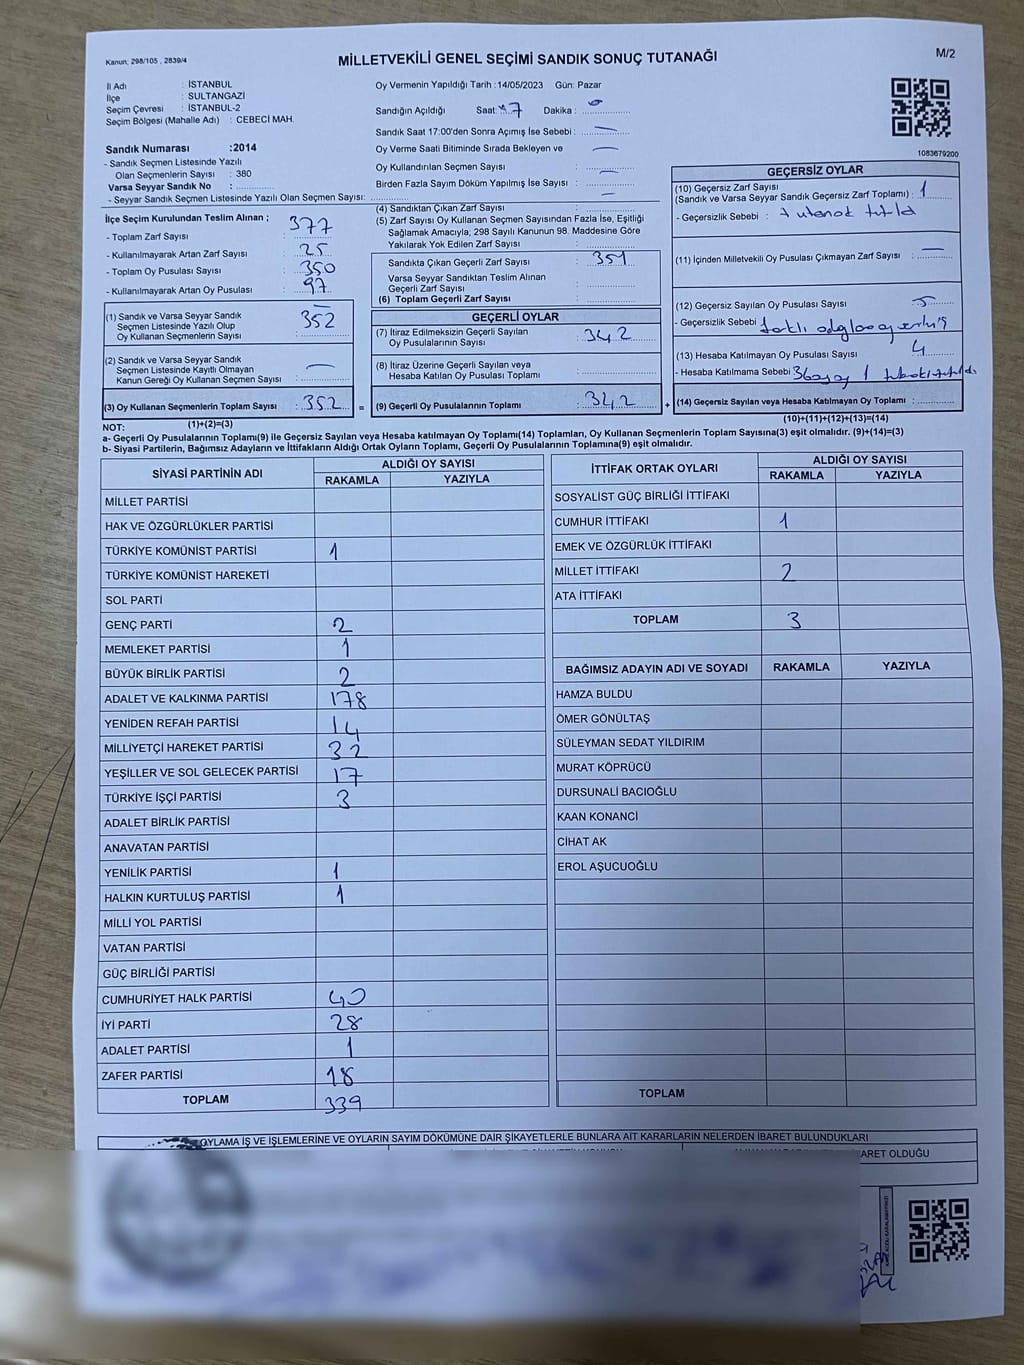 Kanun; 298/105 , 2839/4
MİLLETVEKİLİ GENEL SEÇİMİ SANDIK SONUÇ TUTANAĞI
M/2
İl Adı : İSTANBUL
İlçe : SULTANGAZİ
Seçim Çevresi : İSTANBUL-2
Seçim Bölgesi (Mahalle Adı) : CEBECİ MAH.
Sandık Numarası :2014
- Sandık Seçmen Listesinde Yazılı
Olan Seçmenlerin Sayısı : 380
Varsa Seyyar Sandık No :
- Seyyar Sandık Seçmen Listesinde Yazılı Olan Seçmen Sayısı:
Oy Vermenin Yapıldığı Tarih :14/05/2023 Gün: Pazar
Sandığın Açıldığı Saat: 17 Dakika :
Sandık Saat 17:00'den Sonra Açımış İse Sebebi : —
Oy Verme Saati Bitiminde Sırada Bekleyen ve
Oy Kullandırılan Seçmen Sayısı : —
Birden Fazla Sayım Döküm Yapılmış İse Sayısı : —
1083679200
İlçe Seçim Kurulundan Teslim Alınan ;
- Toplam Zarf Sayısı : 377
- Kullanılmayarak Artan Zarf Sayısı : 25
- Toplam Oy Pusulası Sayısı : 350
- Kullanılmayarak Artan Oy Pusulası : 97
(1) Sandık ve Varsa Seyyar Sandık
Seçmen Listesinde Yazılı Olup
Oy Kullanan Seçmenlerin Sayısı : 352
(2) Sandık ve Varsa Seyyar Sandık
Seçmen Listesinde Kayıtlı Olmayan
Kanun Gereği Oy Kullanan Seçmen Sayısı : —
(3) Oy Kullanan Seçmenlerin Toplam Sayısı : 352 =
(1)+(2)=(3)
(4) Sandıktan Çıkan Zarf Sayısı :
(5) Zarf Sayısı Oy Kullanan Seçmen Sayısından Fazla İse, Eşitliği
Sağlamak Amacıyla; 298 Sayılı Kanunun 98. Maddesine Göre
Yakılarak Yok Edilen Zarf Sayısı :
Sandıkta Çıkan Geçerli Zarf Sayısı : 351
Varsa Seyyar Sandıktan Teslim Alınan
Geçerli Zarf Sayısı :
(6) Toplam Geçerli Zarf Sayısı :
GEÇERLİ OYLAR
(7) İtiraz Edilmeksizin Geçerli Sayılan
Oy Pusulalarının Sayısı : 342
(8) İtiraz Üzerine Geçerli Sayılan veya
Hesaba Katılan Oy Pusulası Toplamı :
(9) Geçerli Oy Pusulalarının Toplamı : 342 +
GEÇERSİZ OYLAR
(10) Geçersiz Zarf Sayısı
(Sandık ve Varsa Seyyar Sandık Geçersiz Zarf Toplamı) : 1
- Geçersizlik Sebebi : Tutanak tutuldu
(11) İçinden Milletvekili Oy Pusulası Çıkmayan Zarf Sayısı : —
(12) Geçersiz Sayılan Oy Pusulası Sayısı : 5
- Geçersizlik Sebebi : farklı
(13) Hesaba Katılmayan Oy Pusulası Sayısı : 4
- Hesaba Katılmama Sebebi : 3
(14) Geçersiz Sayılan veya Hesaba Katılmayan Oy Toplamı :
(10)+(11)+(12)+(13)=(14)
NOT:
a- Geçerli Oy Pusulalarının Toplamı(9) ile Geçersiz Sayılan veya Hesaba katılmayan Oy Toplamı(14) Toplamları, Oy Kullanan Seçmenlerin Toplam Sayısına(3) eşit olmalıdır. (9)+(14)=(3)
b- Siyasi Partilerin, Bağımsız Adayların ve İttifakların Aldığı Oyların Toplamı, Geçerli Oy Pusulalarının Toplamına(9) eşit olmalıdır.
SİYASİ PARTİNİN ADI
ALDIĞI OY SAYISI
RAKAMLA YAZIYLA
MİLLET PARTİSİ
HAK VE ÖZGÜRLÜKLER PARTİSİ
TÜRKİYE KOMÜNİST PARTİSİ 1
TÜRKİYE KOMÜNİST HAREKETİ
SOL PARTİ
GENÇ PARTİ 2
MEMLEKET PARTİSİ 1
BÜYÜK BİRLİK PARTİSİ 2
ADALET VE KALKINMA PARTİSİ 178
YENİDEN REFAH PARTİSİ 14
MİLLİYETÇİ HAREKET PARTİSİ 32
YEŞİLLER VE SOL GELECEK PARTİSİ 17
TÜRKİYE İŞÇİ PARTİSİ 3
ADALET BİRLİK PARTİSİ
ANAVATAN PARTİSİ
YENİLİK PARTİSİ 1
HALKIN KURTULUŞ PARTİSİ 1
MİLLİ YOL PARTİSİ
VATAN PARTİSİ
GÜÇ BİRLİĞİ PARTİSİ
CUMHURİYET HALK PARTİSİ 40
İYİ PARTİ 28
ADALET PARTİSİ 1
ZAFER PARTİSİ 18
TOPLAM 339
İTTİFAK ORTAK OYLARI
ALDIĞI OY SAYISI
RAKAMLA YAZIYLA
SOSYALİST GÜÇ BİRLİĞİ İTTİFAKI
CUMHUR İTTİFAKI 1
EMEK VE ÖZGÜRLÜK İTTİFAKI
MİLLET İTTİFAKI 2
ATA İTTİFAKI
TOPLAM 3
BAĞIMSIZ ADAYIN ADI VE SOYADI RAKAMLA YAZIYLA
HAMZA BULDU
ÖMER GÖNÜLTAŞ
SÜLEYMAN SEDAT YILDIRIM
MURAT KÖPRÜCÜ
DURSUNALİ BACIOĞLU
KAAN KONANCİ
CİHAT AK
EROL AŞUCUOĞLU
TOPLAM
OYLAMA İŞ VE İŞLEMLERİNE VE OYLARIN SAYIM DÖKÜMÜNE DAİR ŞİKAYETLERLE BUNLARA AİT KARARLARIN NELERDEN İBARET BULUNDUKLARI
ARET OLDUĞU